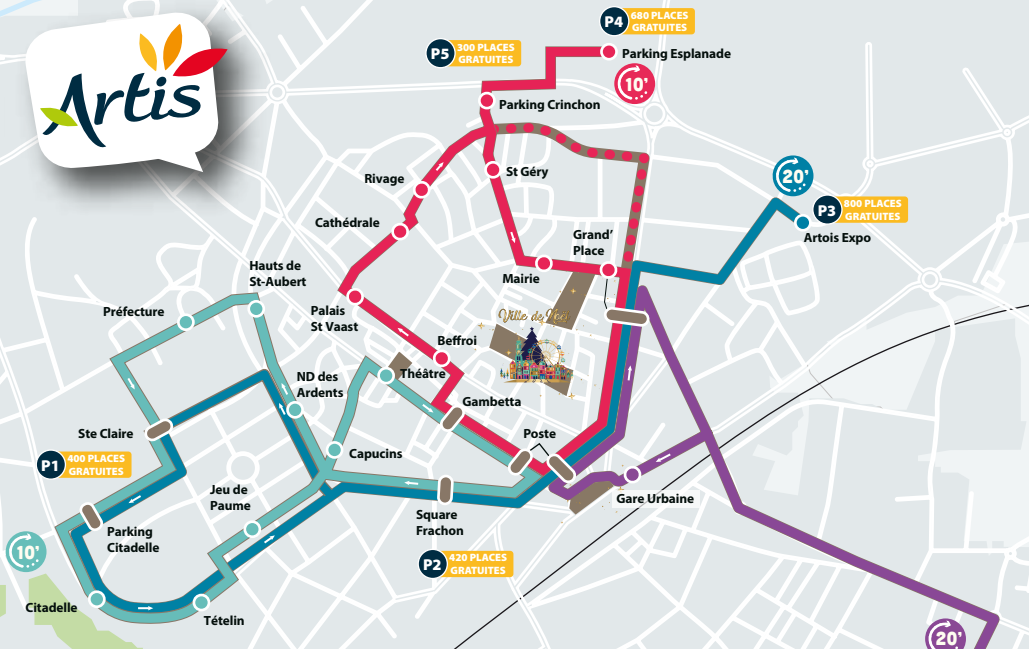 Artis
P4
680 PLACES
GRATUITES
P5
300 PLACES
GRATUITES
Parking Esplanade
10'
Parking Crinchon
St Géry
Rivage
20'
P3
800 PLACES
GRATUITES
Artois Expo
Cathédrale
Grand'
Place
Mairie
Hauts de
St-Aubert
Préfecture
Palais
St Vaast
Ville de Noël
Beffroi
ND des
Ardents
Théâtre
Gambetta
Ste Claire
Poste
P1
400 PLACES
GRATUITES
Capucins
Jeu de
Paume
Gare Urbaine
Parking
Citadelle
Square
Frachon
10'
P2
420 PLACES
GRATUITES
Citadelle
Tételin
20'